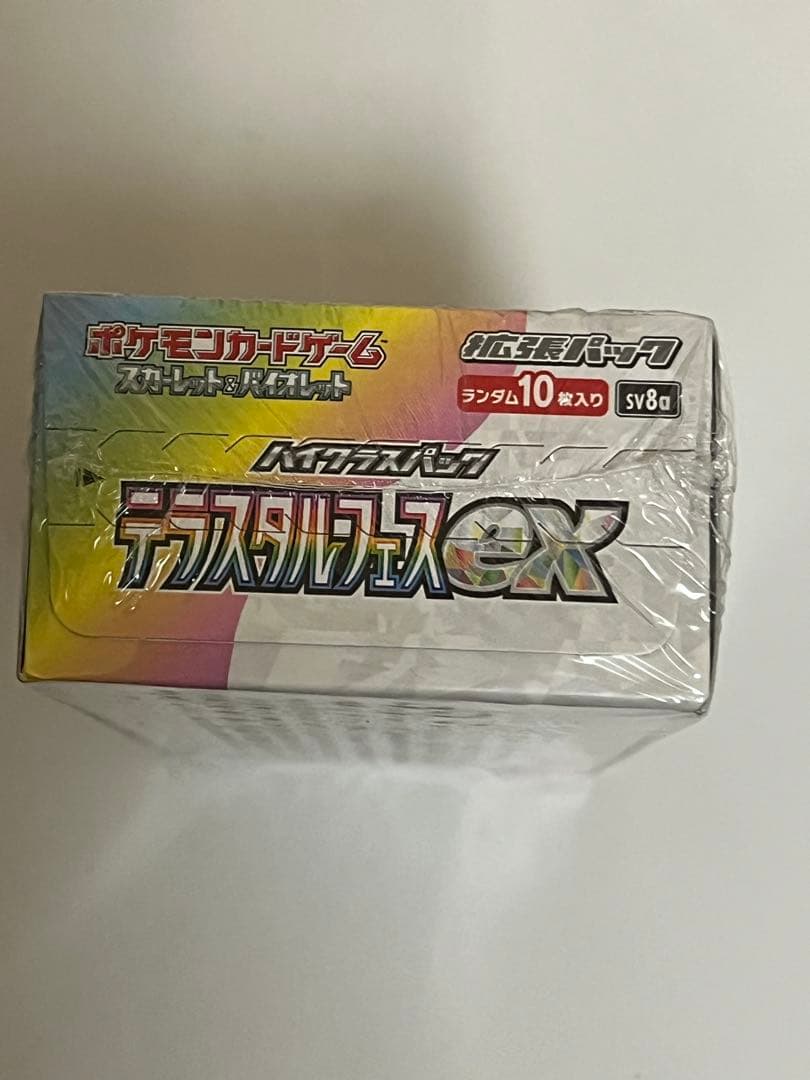 ポケモンカードゲーム™
スカーレット&バイオレット
拡張パック
ランダム10枚入り
SV8a
ハイクラスパック
テラスタルフェスex